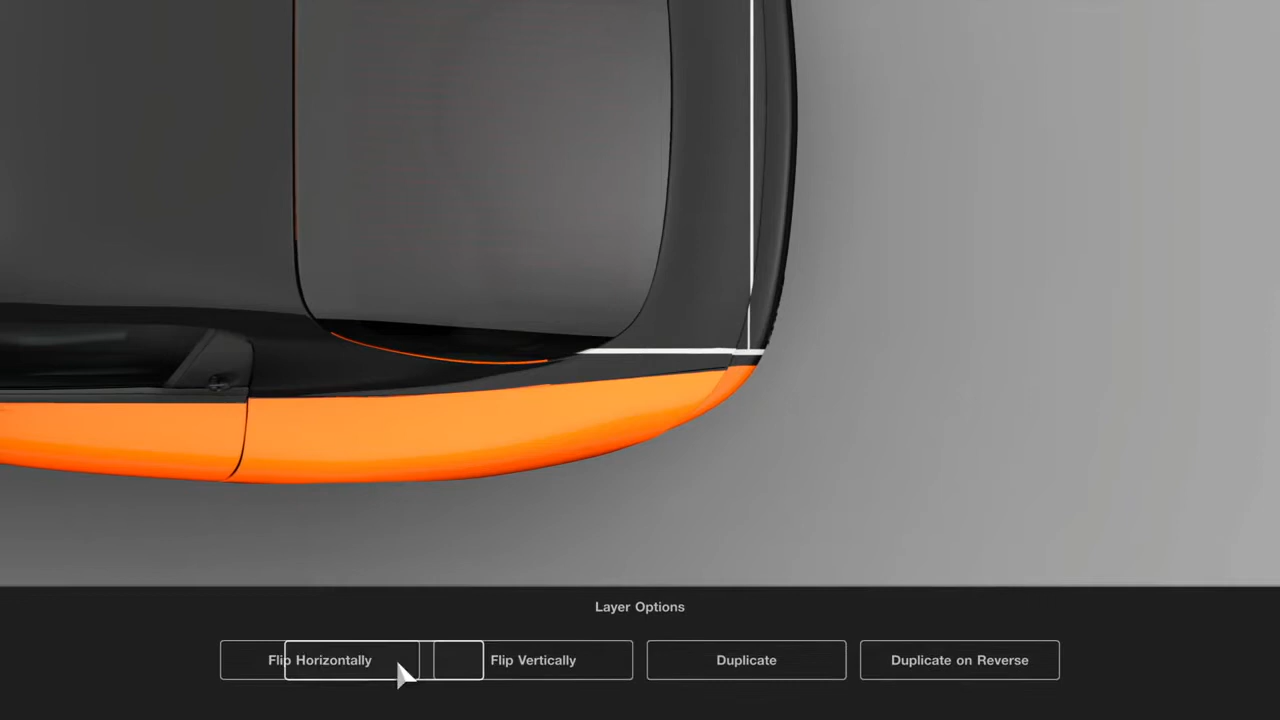 Layer Options
Flip Horizontally
Flip Vertically
Duplicate
Duplicate on Reverse